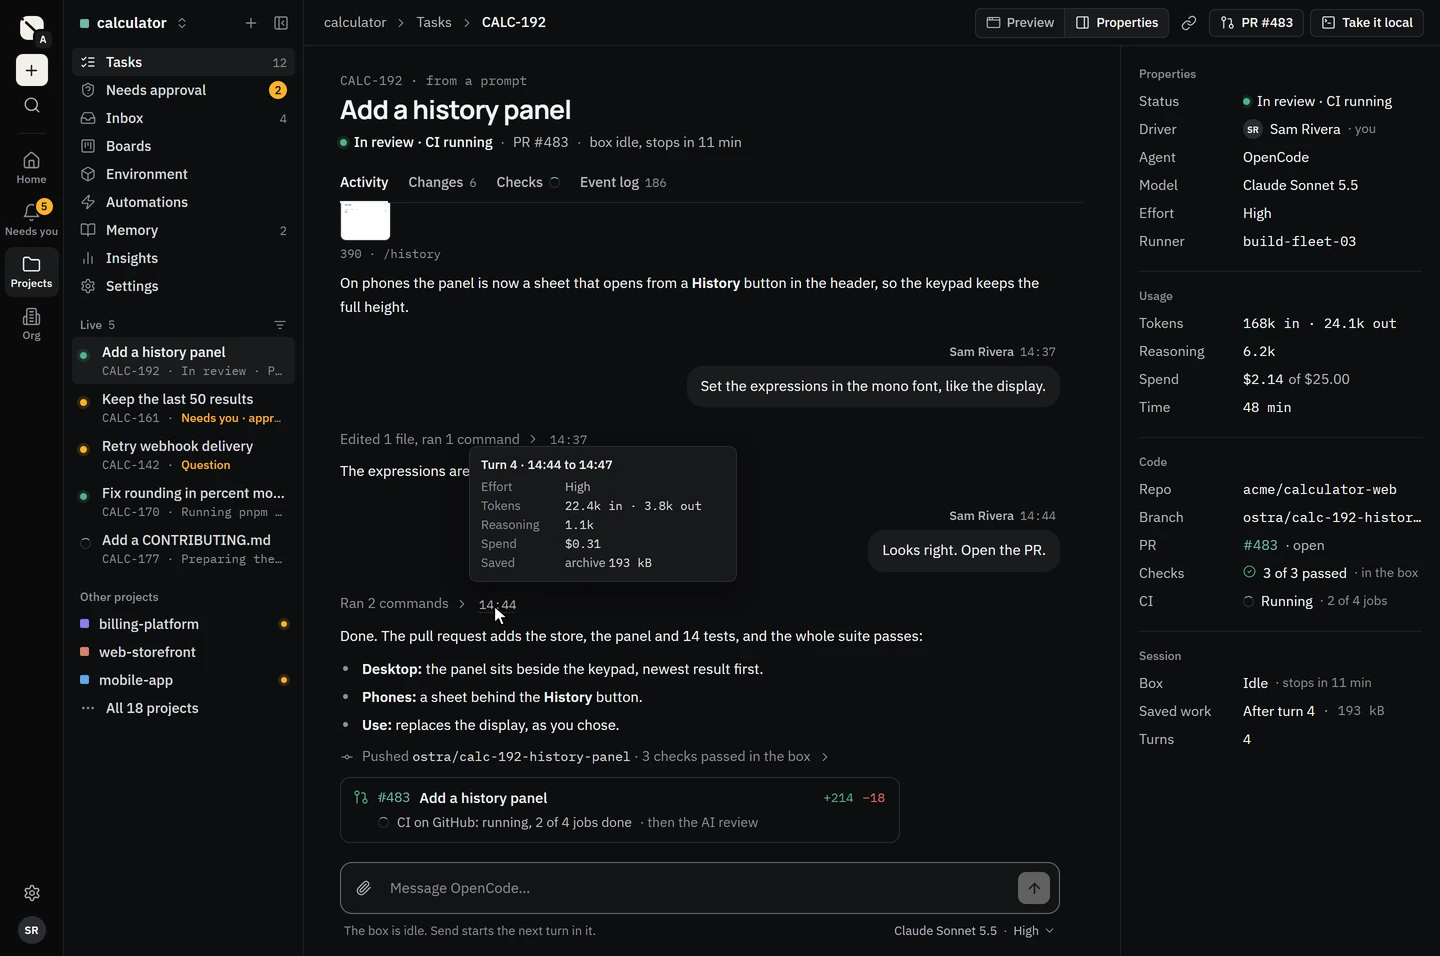 A
Home
5
Needs you
Projects
Org
SR
calculator
Tasks 12
Needs approval 2
Inbox 4
Boards
Environment
Automations
Memory 2
Insights
Settings
Live 5
Add a history panel
CALC-192 · In review · P…
Keep the last 50 results
CALC-161 · Needs you · appr…
Retry webhook delivery
CALC-142 · Question
Fix rounding in percent mo…
CALC-170 · Running pnpm …
Add a CONTRIBUTING.md
CALC-177 · Preparing the…
Other projects
billing-platform
web-storefront
mobile-app
All 18 projects
calculator > Tasks > CALC-192
Preview
Properties
PR #483
Take it local
CALC-192 · from a prompt
Add a history panel
In review · CI running · PR #483 · box idle, stops in 11 min
Activity Changes 6 Checks Event log 186
390 · /history
On phones the panel is now a sheet that opens from a History button in the header, so the keypad keeps the
full height.
Sam Rivera 14:37
Set the expressions in the mono font, like the display.
Edited 1 file, ran 1 command > 14:37
The expressions are
Turn 4 · 14:44 to 14:47
Effort High
Tokens 22.4k in · 3.8k out
Reasoning 1.1k
Spend $0.31
Saved archive 193 kB
Sam Rivera 14:44
Looks right. Open the PR.
Ran 2 commands > 14:44
Done. The pull request adds the store, the panel and 14 tests, and the whole suite passes:
• Desktop: the panel sits beside the keypad, newest result first.
• Phones: a sheet behind the History button.
• Use: replaces the display, as you chose.
Pushed ostra/calc-192-history-panel · 3 checks passed in the box >
#483 Add a history panel +214 −18
CI on GitHub: running, 2 of 4 jobs done · then the AI review
Message OpenCode…
The box is idle. Send starts the next turn in it.
Claude Sonnet 5.5 · High
Properties
Status In review · CI running
Driver SR Sam Rivera · you
Agent OpenCode
Model Claude Sonnet 5.5
Effort High
Runner build-fleet-03
Usage
Tokens 168k in · 24.1k out
Reasoning 6.2k
Spend $2.14 of $25.00
Time 48 min
Code
Repo acme/calculator-web
Branch ostra/calc-192-histor…
PR #483 · open
Checks 3 of 3 passed · in the box
CI Running · 2 of 4 jobs
Session
Box Idle · stops in 11 min
Saved work After turn 4 · 193 kB
Turns 4